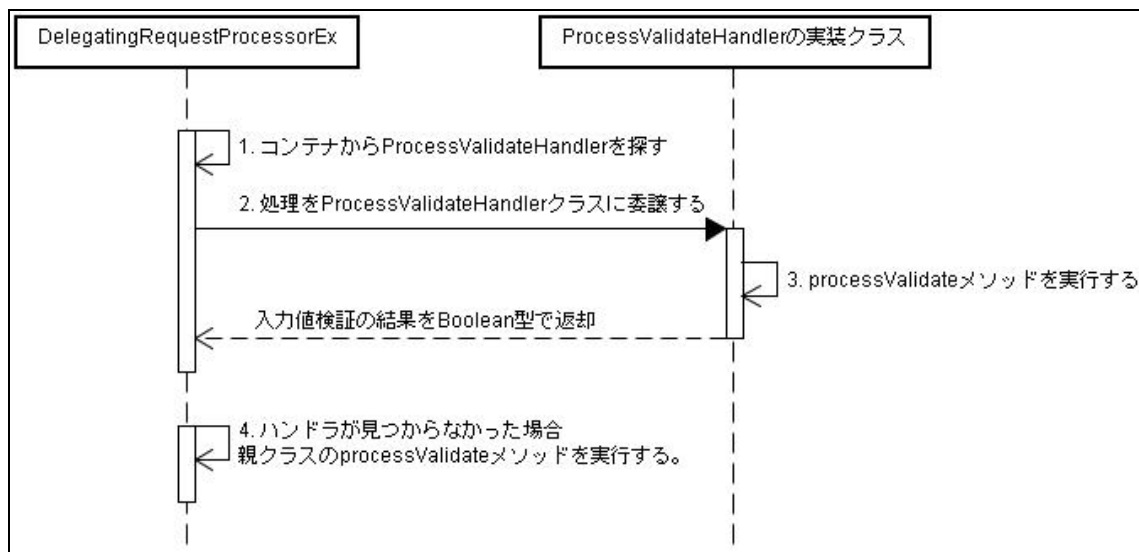 DelegatingRequestProcessorEx
ProcessValidateHandlerの実装クラス
1. コンテナからProcessValidateHandlerを探す
2. 処理をProcessValidateHandlerクラスに委譲する
3. processValidateメソッドを実行する
入力値検証の結果をBoolean型で返却
4. ハンドラが見つからなかった場合
親クラスのprocessValidateメソッドを実行する。